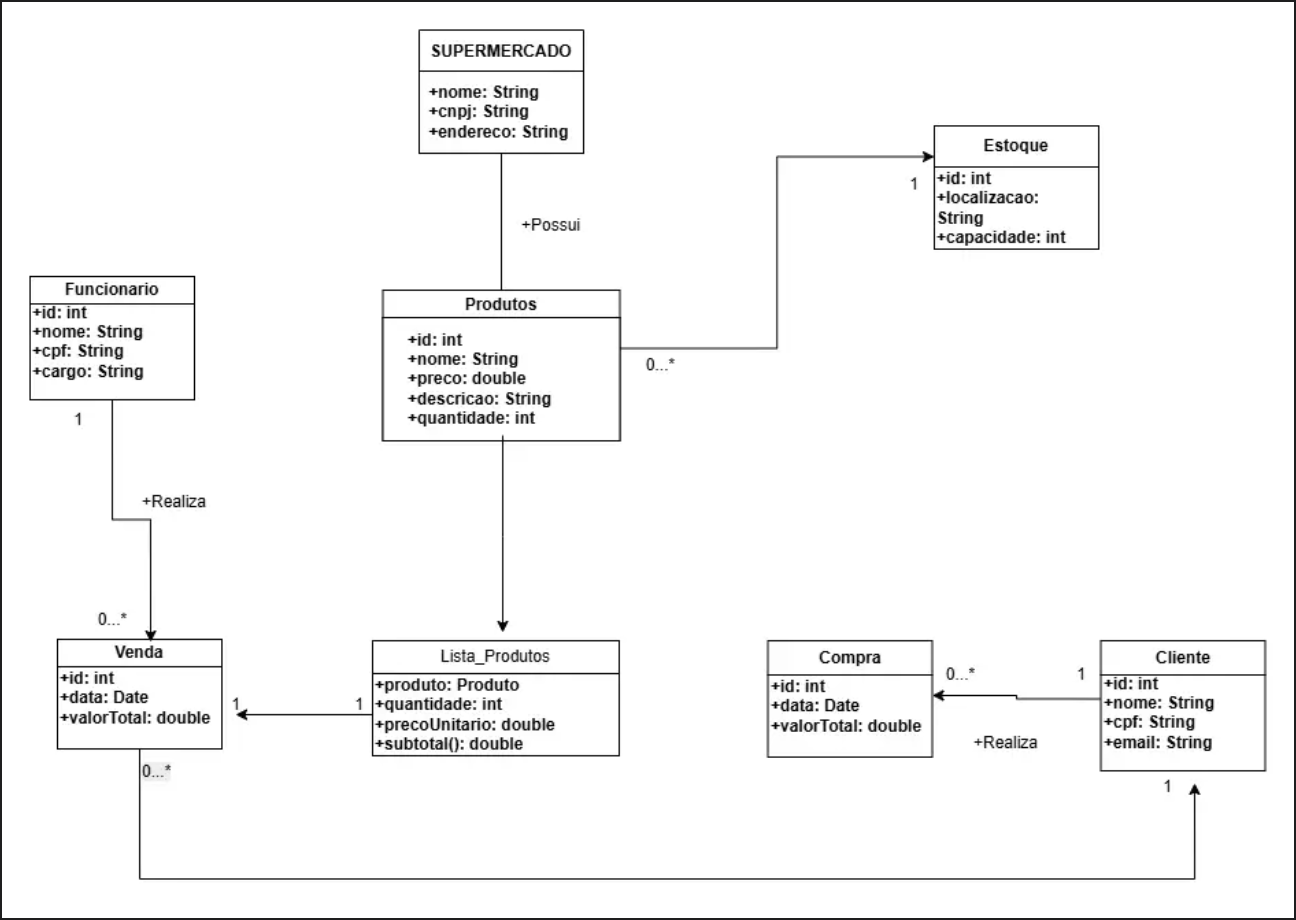 SUPERMERCADO
+nome: String
+cnpj: String
+endereco: String
Estoque
+id: int
+localizacao:
String
+capacidade: int
1
+Possui
Funcionario
+id: int
+nome: String
+cpf: String
+cargo: String
1
Produtos
+id: int
+nome: String
+preco: double
+descricao: String
+quantidade: int
0...*
+Realiza
0...*
Venda
+id: int
+data: Date
+valorTotal: double
0...*
1
1
Lista_Produtos
+produto: Produto
+quantidade: int
+precoUnitario: double
+subtotal(): double
Compra
+id: int
+data: Date
+valorTotal: double
0...*
1
+Realiza
Cliente
+id: int
+nome: String
+cpf: String
+email: String
1